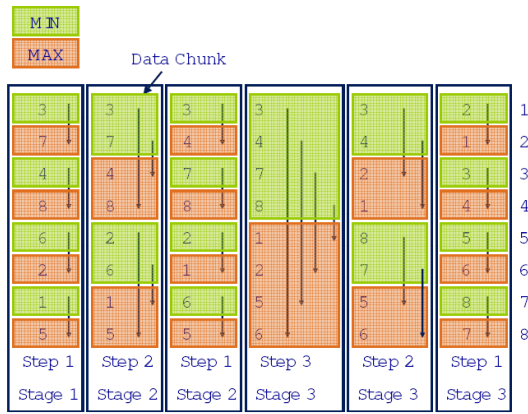 MIN
MAX
Data Chunk
3 3 3 3 3 2 1
7 7 4 4 4 1 2
4 4 7 7 2 3 3
8 8 8 8 1 4 4
6 2 2 1 8 5 5
2 6 1 2 7 6 6
1 1 6 5 5 8 7
5 5 5 6 6 7 8
Step 1 Step 2 Step 1 Step 3 Step 2 Step 1
Stage 1 Stage 2 Stage 2 Stage 3 Stage 3 Stage 3